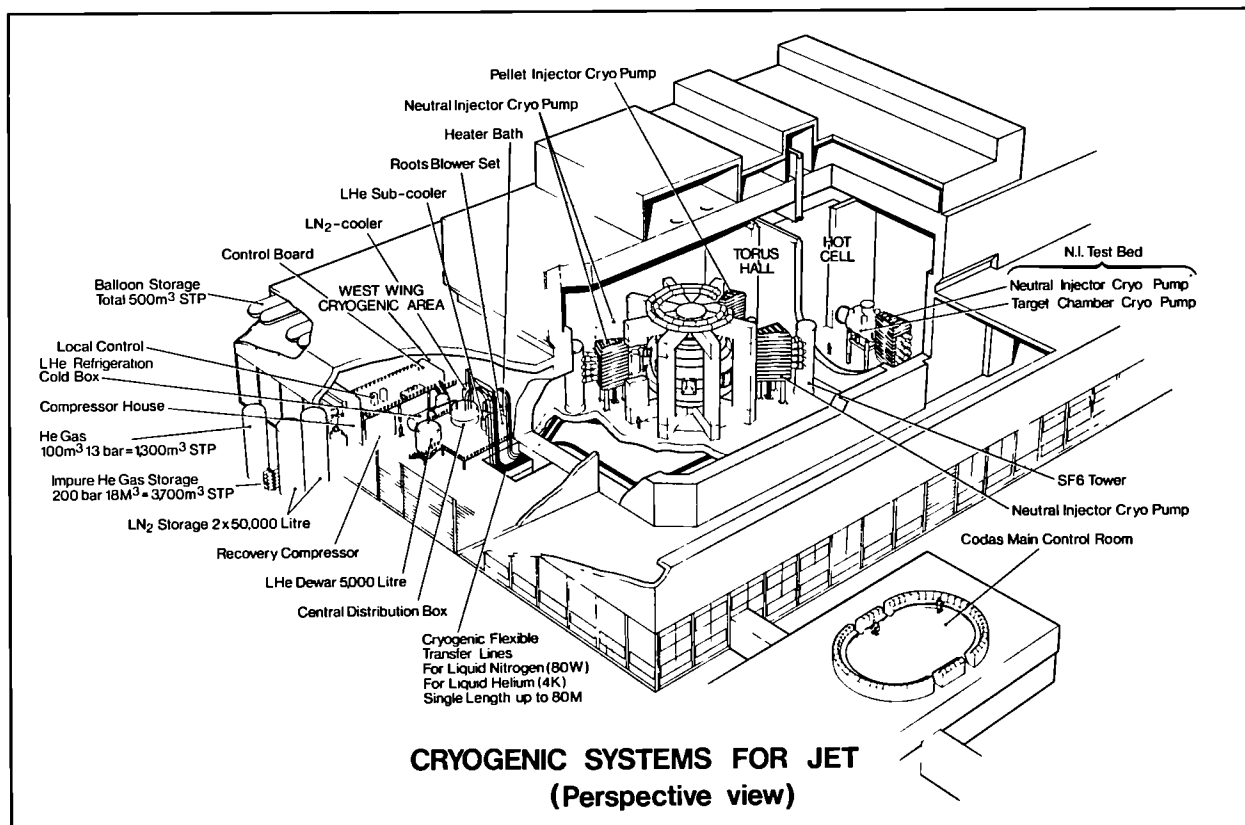 Pellet Injector Cryo Pump
Neutral Injector Cryo Pump
Heater Bath
Roots Blower Set
LHe Sub-cooler
LN2-cooler
Control Board
Balloon Storage
Total 500m³ STP
WEST WING
CRYOGENIC AREA
TORUS
HALL
HOT
CELL
N.I. Test Bed
Neutral Injector Cryo Pump
Target Chamber Cryo Pump
Local Control
LHe Refrigeration
Cold Box
Compressor House
He Gas
100m³ 13 bar = 1,300m³ STP
Impure He Gas Storage
200 bar 18M³ = 3,700m³ STP
LN2 Storage 2 x 50,000 Litre
Recovery Compressor
LHe Dewar 5,000 Litre
Central Distribution Box
Cryogenic Flexible
Transfer Lines
For Liquid Nitrogen (80W)
For Liquid Helium (4K)
Single Length up to 80M
SF6 Tower
Neutral Injector Cryo Pump
Codas Main Control Room
CRYOGENIC SYSTEMS FOR JET
(Perspective view)